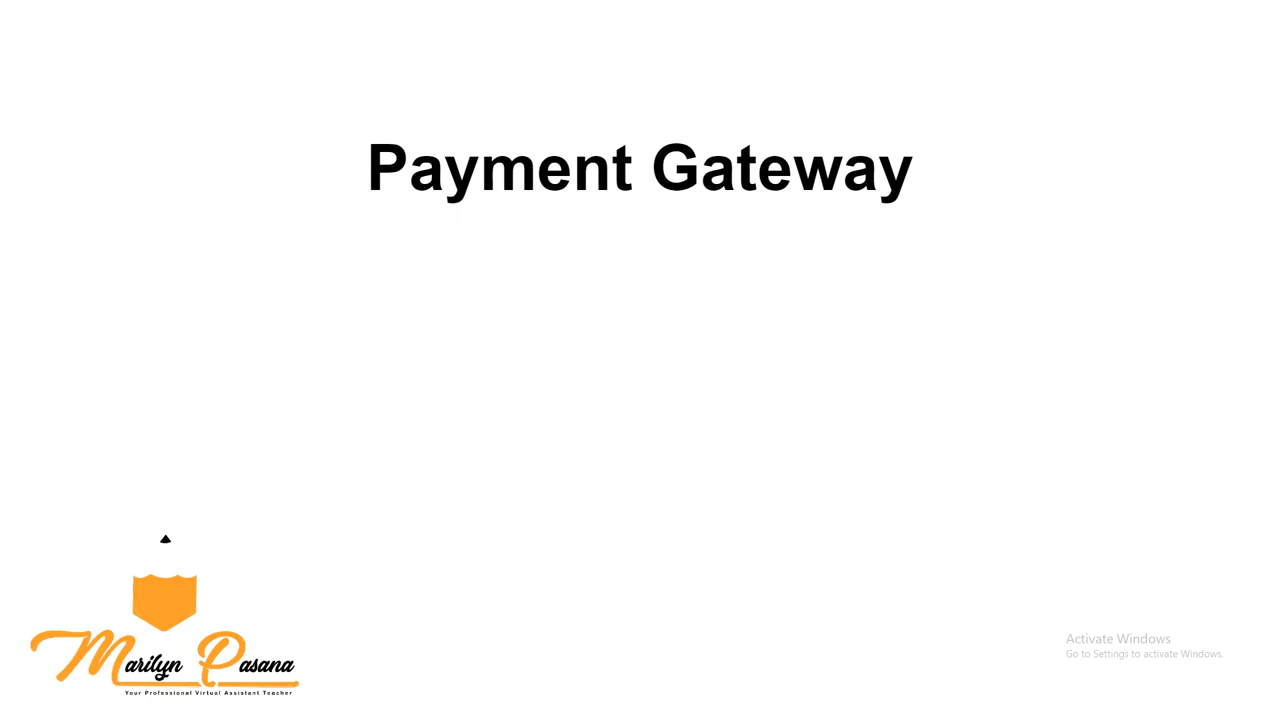 Payment Gateway
Marilyn Pasana
Your Professional Virtual Assistant Teacher
Activate Windows
Go to Settings to activate Windows.